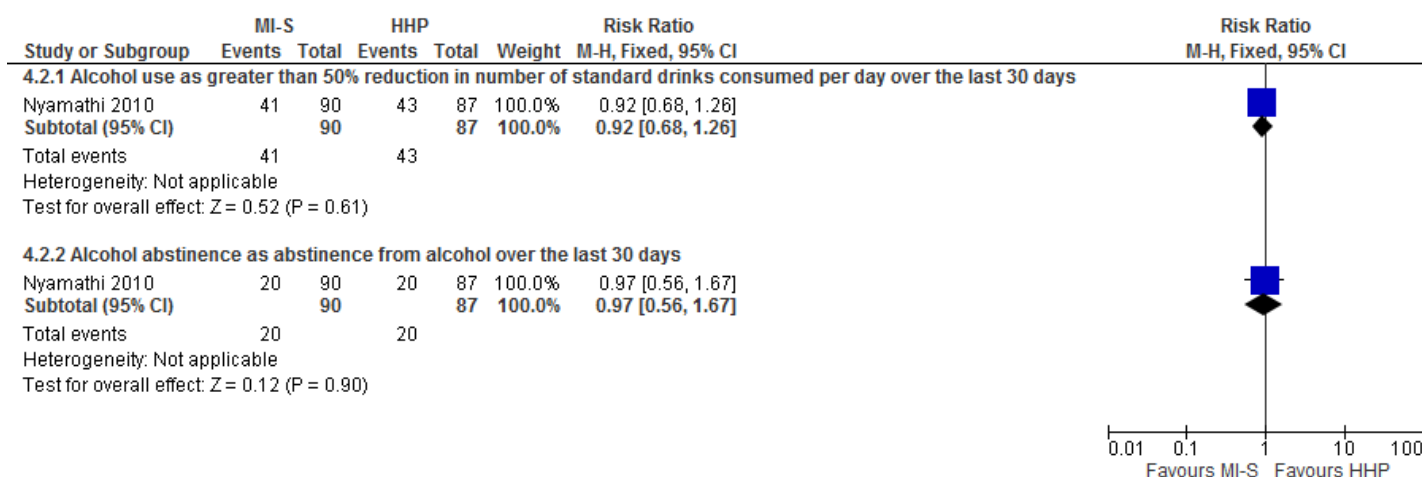 MI-S HHP Risk Ratio Risk Ratio
Study or Subgroup Events Total Events Total Weight M-H, Fixed, 95% CI M-H, Fixed, 95% CI
4.2.1 Alcohol use as greater than 50% reduction in number of standard drinks consumed per day over the last 30 days
Nyamathi 2010 41 90 43 87 100.0% 0.92 [0.68, 1.26]
Subtotal (95% CI) 90 87 100.0% 0.92 [0.68, 1.26]
Total events 41 43
Heterogeneity: Not applicable
Test for overall effect: Z = 0.52 (P = 0.61)
4.2.2 Alcohol abstinence as abstinence from alcohol over the last 30 days
Nyamathi 2010 20 90 20 87 100.0% 0.97 [0.56, 1.67]
Subtotal (95% CI) 90 87 100.0% 0.97 [0.56, 1.67]
Total events 20 20
Heterogeneity: Not applicable
Test for overall effect: Z = 0.12 (P = 0.90)
0.01 0.1 1 10 100
Favours MI-S Favours HHP